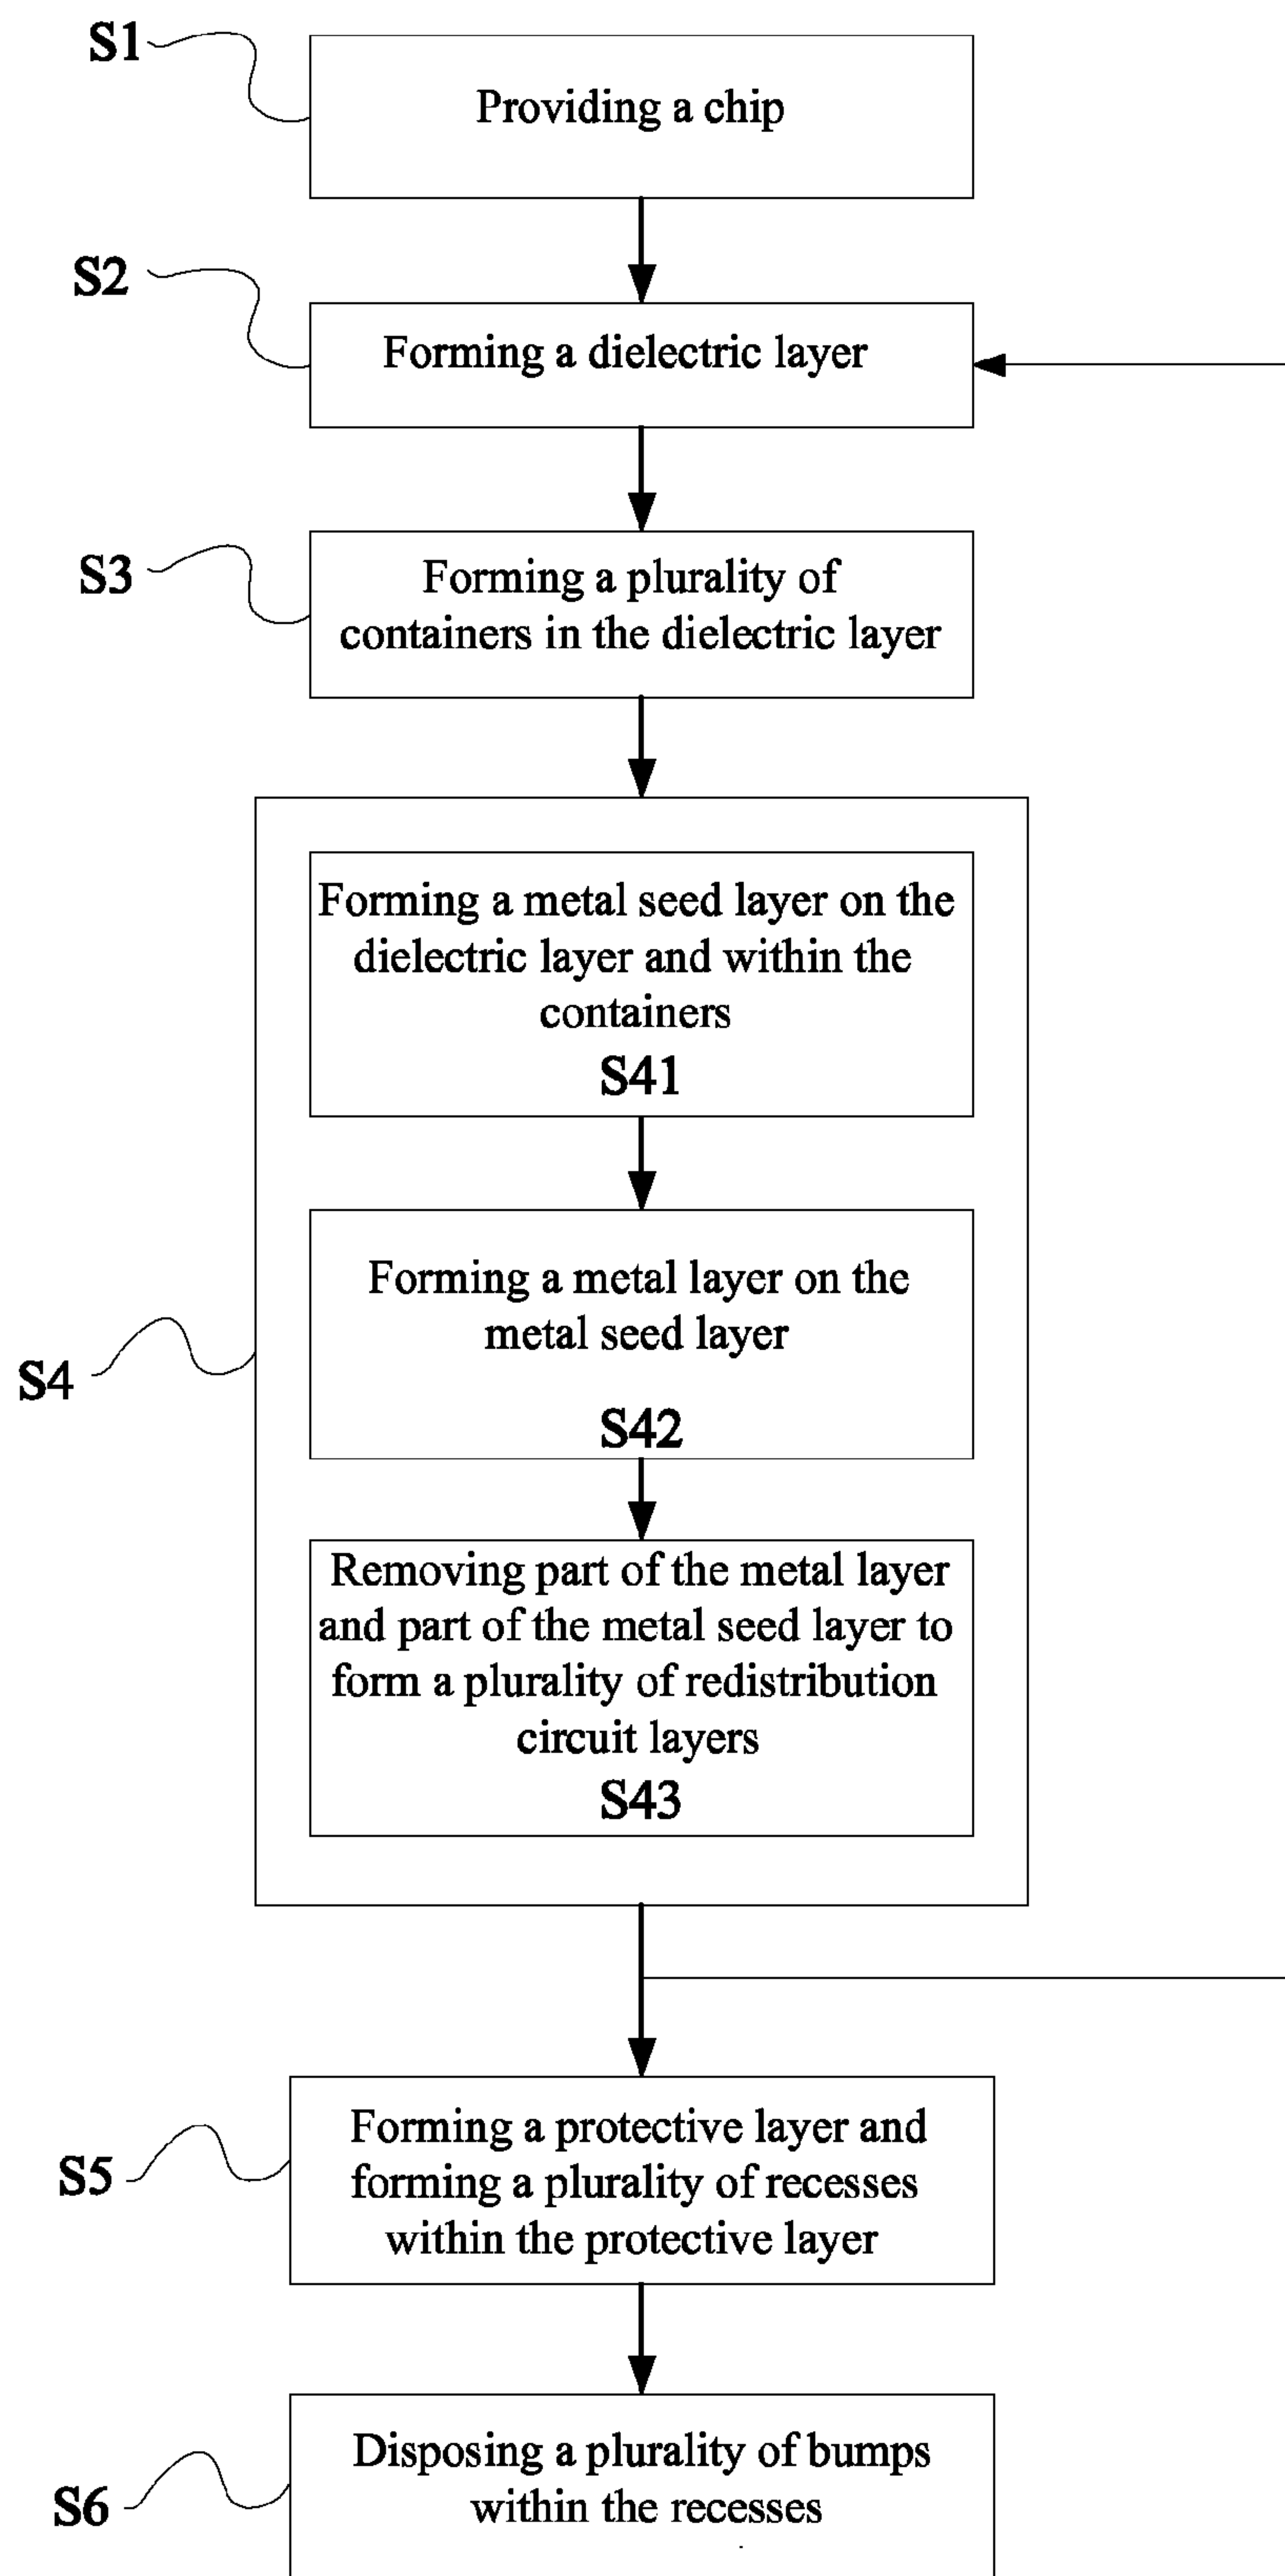 S1
Providing a chip
S2
Forming a dielectric layer
S3
Forming a plurality of
containers in the dielectric layer
Forming a metal seed layer on the
dielectric layer and within the
containers
S41
Forming a metal layer on the
metal seed layer
S4
S42
Removing part of the metal layer
and part of the metal seed layer to
form a plurality of redistribution
circuit layers
S43
S5
Forming a protective layer and
forming a plurality of recesses
within the protective layer
S6
Disposing a plurality of bumps
within the recesses